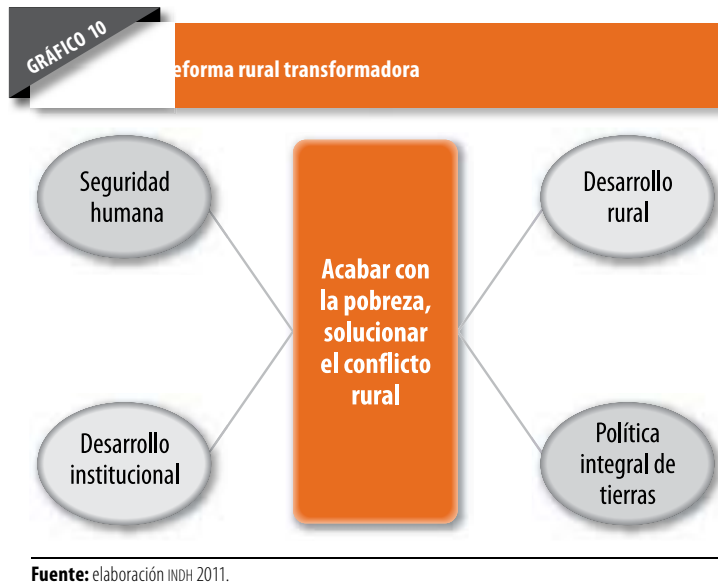 GRÁFICO 10
eforma rural transformadora
Seguridad
humana
Desarrollo
rural
Acabar con
la pobreza,
solucionar
el conflicto
rural
Desarrollo
institucional
Política
integral de
tierras
Fuente: elaboración INDH 2011.